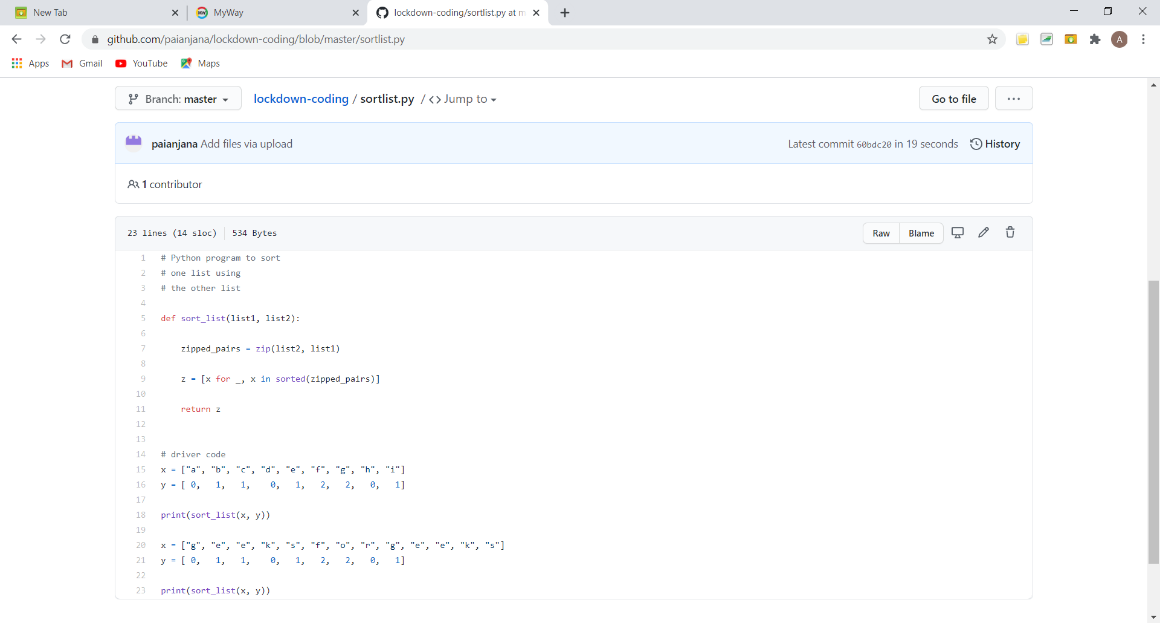 New Tab
MyWay
lockdown-coding/sortlist.py at m
github.com/paianjana/lockdown-coding/blob/master/sortlist.py
A
Apps
Gmail
YouTube
Maps
Branch: master
lockdown-coding / sortlist.py / <> Jump to
Go to file
...
paianjana Add files via upload
Latest commit 60bdc20 in 19 seconds
History
1 contributor
23 lines (14 sloc) 534 Bytes
Raw
Blame
1 # Python program to sort
2 # one list using
3 # the other list
4
5 def sort_list(list1, list2):
6
7 zipped_pairs = zip(list2, list1)
8
9 z = [x for _, x in sorted(zipped_pairs)]
10
11 return z
12
13
14 # driver code
15 x = ["a", "b", "c", "d", "e", "f", "g", "h", "i"]
16 y = [ 0, 1, 1, 0, 1, 2, 2, 0, 1]
17
18 print(sort_list(x, y))
19
20 x = ["g", "e", "e", "k", "s", "f", "o", "r", "g", "e", "e", "k", "s"]
21 y = [ 0, 1, 1, 0, 1, 2, 2, 0, 1]
22
23 print(sort_list(x, y))